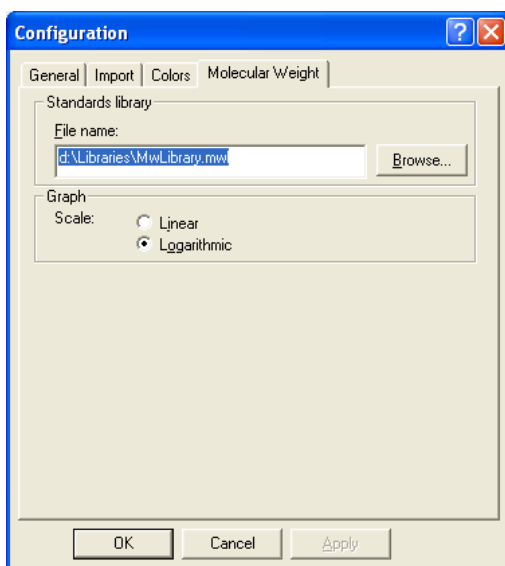 Configuration
General Import Colors Molecular Weight
Standards library
File name:
d:\Libraries\MwLibrary.mwl
Browse...
Graph
Scale:
Linear
Logarithmic
OK Cancel Apply